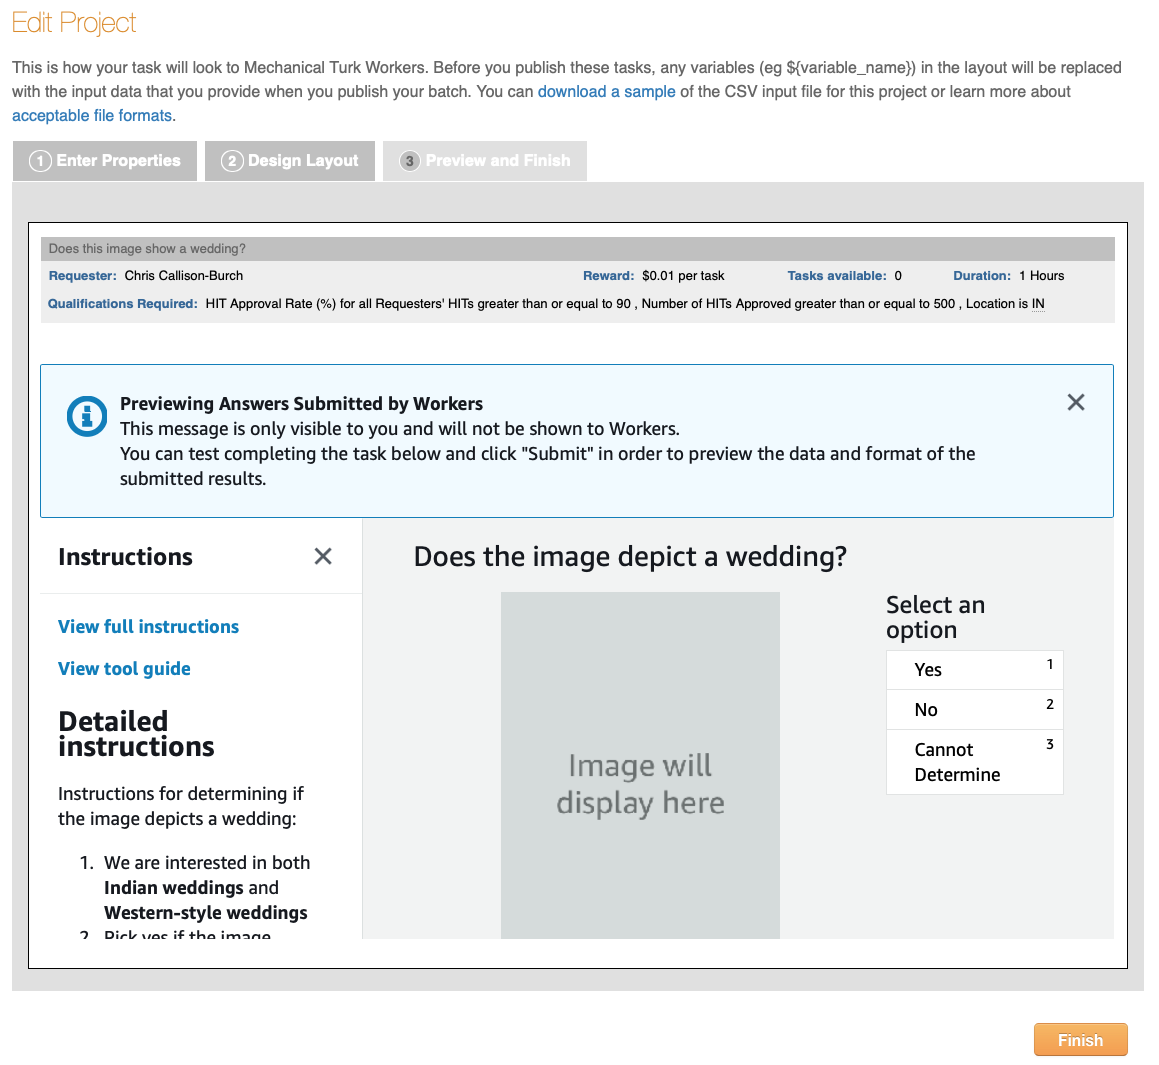 Edit Project
This is how your task will look to Mechanical Turk Workers. Before you publish these tasks, any variables (eg ${variable_name}) in the layout will be replaced
with the input data that you provide when you publish your batch. You can download a sample of the CSV input file for this project or learn more about
acceptable file formats.
1 Enter Properties
2 Design Layout
3 Preview and Finish
Does this image show a wedding?
Requester: Chris Callison-Burch Reward: $0.01 per task Tasks available: 0 Duration: 1 Hours
Qualifications Required: HIT Approval Rate (%) for all Requesters' HITs greater than or equal to 90 , Number of HITs Approved greater than or equal to 500 , Location is IN
Previewing Answers Submitted by Workers
This message is only visible to you and will not be shown to Workers.
You can test completing the task below and click "Submit" in order to preview the data and format of the
submitted results.
Instructions
View full instructions
View tool guide
Detailed
instructions
Instructions for determining if
the image depicts a wedding:
1. We are interested in both
Indian weddings and
Western-style weddings
2. Pick yes if the image
Does the image depict a wedding?
Image will
display here
Select an
option
Yes 1
No 2
Cannot 3
Determine
Finish